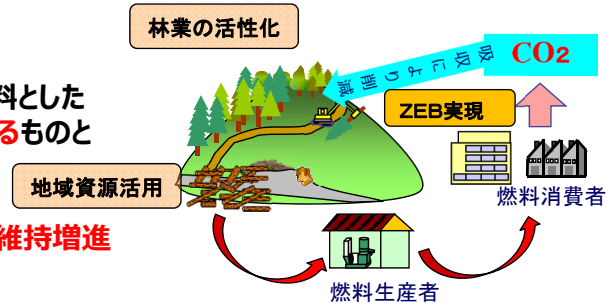 林業の活性化
CO2
吸収により削減
料とした
るものと
ZEB実現
地域資源活用
燃料消費者
維持増進
燃料生産者